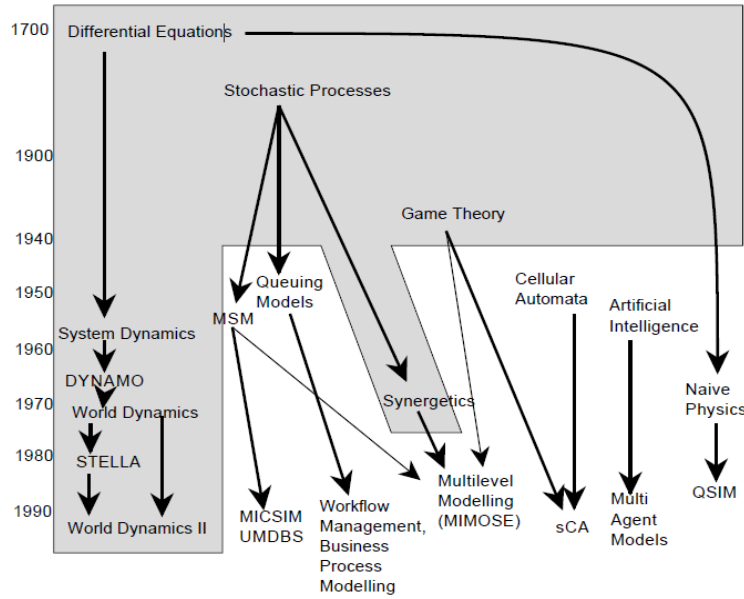 1700
Differential Equations
Stochastic Processes
1900
Game Theory
1940
Queuing
Models
Cellular
Automata
1950
MSM
Artificial
Intelligence
System Dynamics
1960
DYNAMO
Naive
Physics
1970
World Dynamics
Synergetics
1980
STELLA
Multilevel
Modelling
(MIMOSE)
QSIM
1990
World Dynamics II
MICSIM
UMDBS
Workflow
Management,
Business
Process
Modelling
sCA
Multi
Agent
Models